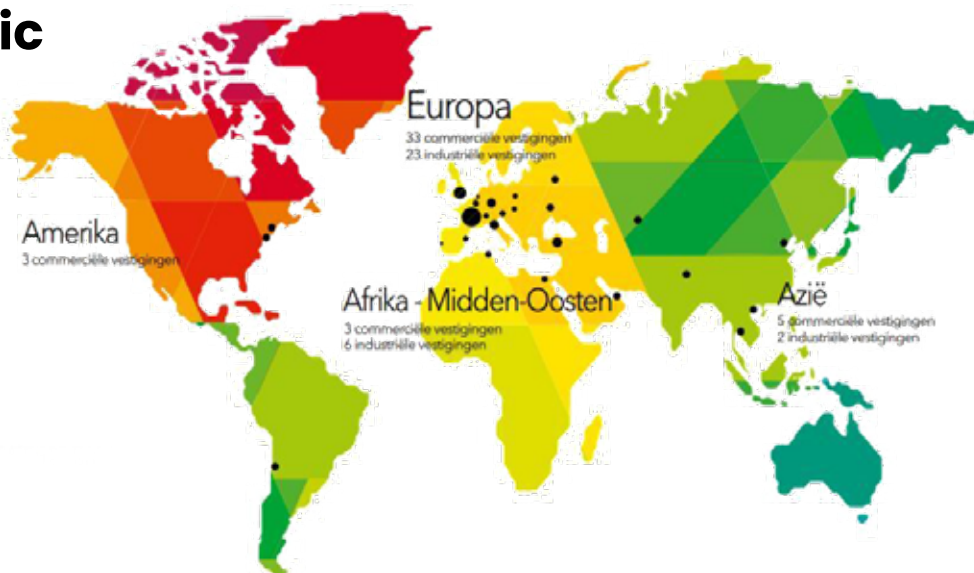 ic
Europa
33 commerciële vestigingen
23 industriële vestigingen
Amerika
3 commerciële vestigingen
Afrika - Midden-Oosten
3 commerciële vestigingen
6 industriële vestigingen
Azië
5 commerciële vestigingen
2 industriële vestigingen